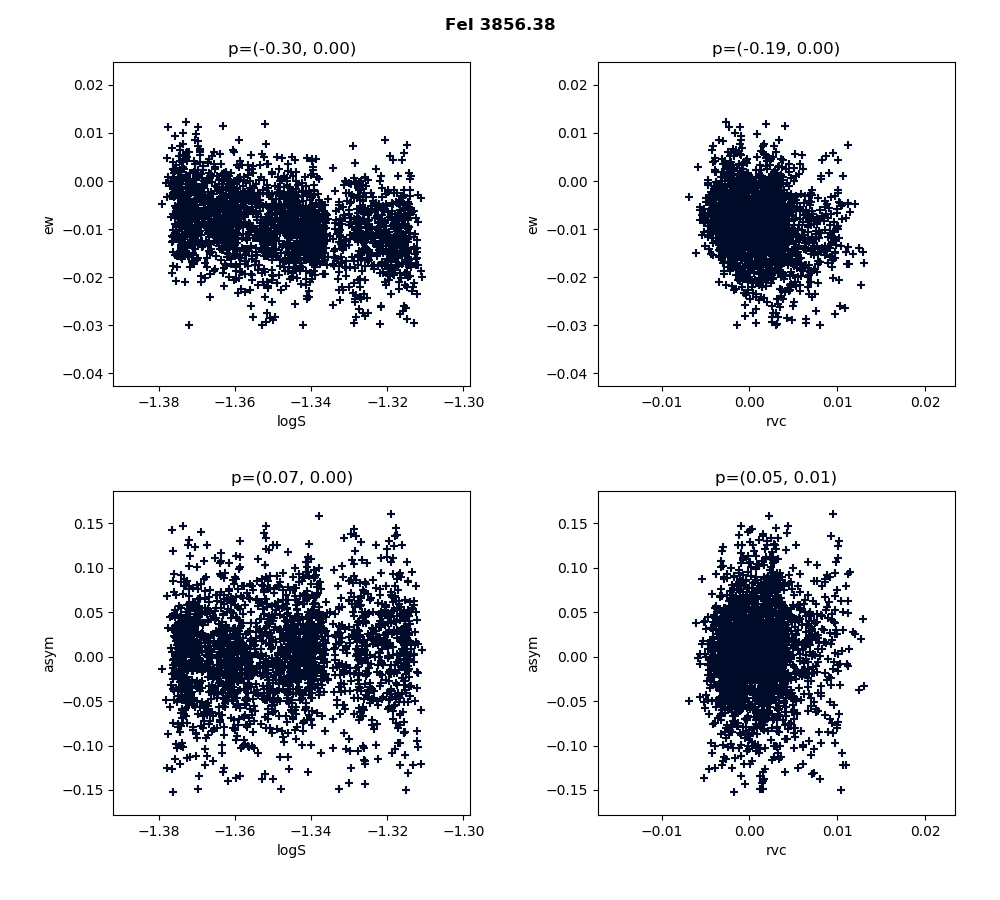 FeI 3856.38
p=(-0.30, 0.00)
p=(-0.19, 0.00)
0.02
0.01
0.00
−0.01
−0.02
−0.03
−0.04
ew
−1.38 −1.36 −1.34 −1.32 −1.30
logS
0.02
0.01
0.00
−0.01
−0.02
−0.03
−0.04
ew
−0.01 0.00 0.01 0.02
rvc
p=(0.07, 0.00)
p=(0.05, 0.01)
0.15
0.10
0.05
0.00
−0.05
−0.10
−0.15
asym
−1.38 −1.36 −1.34 −1.32 −1.30
logS
0.15
0.10
0.05
0.00
−0.05
−0.10
−0.15
asym
−0.01 0.00 0.01 0.02
rvc